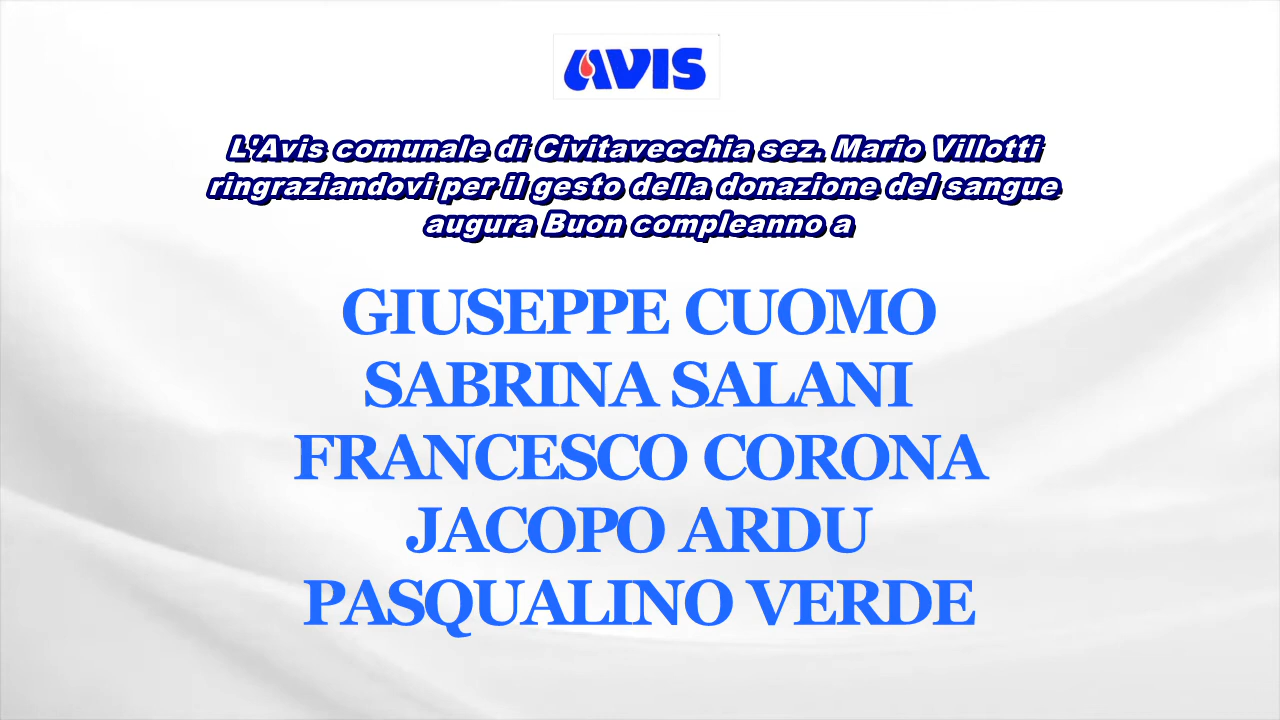 AVIS
L'Avis comunale di Civitavecchia sez. Mario Villotti
ringraziandovi per il gesto della donazione del sangue
augura Buon compleanno a
GIUSEPPE CUOMO
SABRINA SALANI
FRANCESCO CORONA
JACOPO ARDU
PASQUALINO VERDE